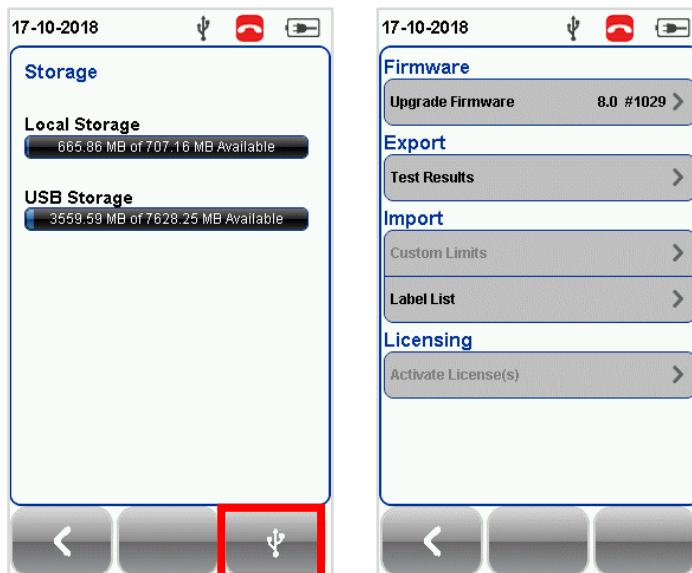 17-10-2018
Storage
Local Storage
665.86 MB of 707.16 MB Available
USB Storage
3559.59 MB of 7628.25 MB Available
17-10-2018
Firmware
Upgrade Firmware 8.0 #1029
Export
Test Results
Import
Custom Limits
Label List
Licensing
Activate License(s)